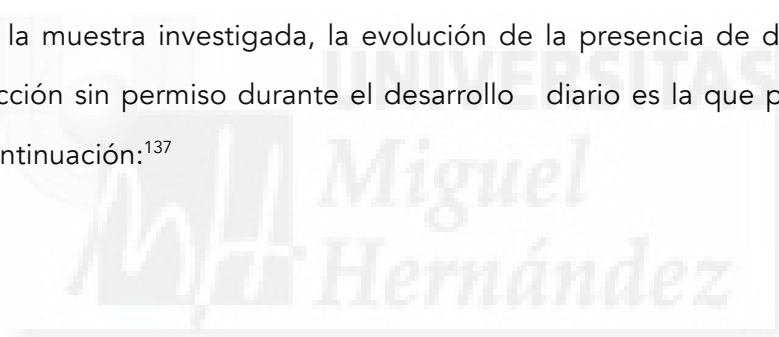 la muestra investigada, la evolución de la presencia de d
cción sin permiso durante el desarrollo diario es la que p
ntinuación:137
UNIVERSITAS
Miguel
Hernández